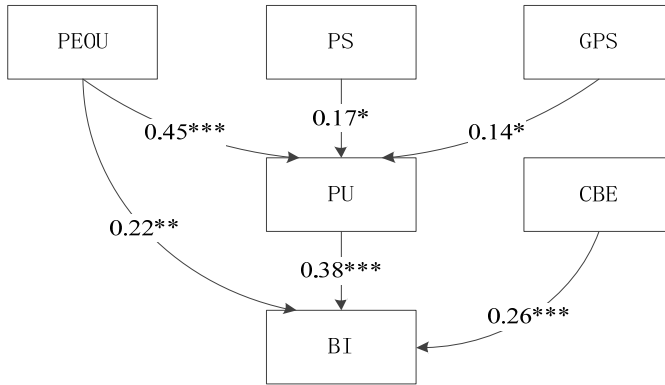 PEOU
PS
GPS
0.45***
0.17*
0.14*
PU
CBE
0.22**
0.38***
0.26***
BI